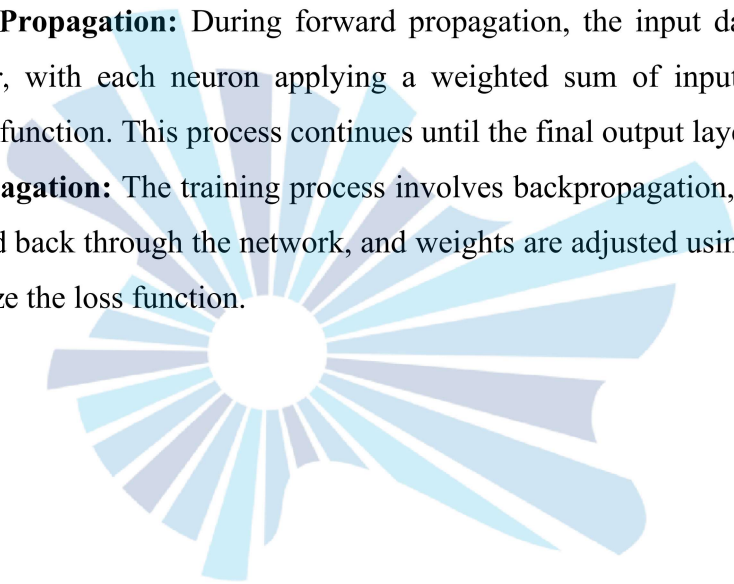 Propagation: During forward propagation, the input da
, with each neuron applying a weighted sum of input
function. This process continues until the final output lay
agation: The training process involves backpropagation,
back through the network, and weights are adjusted usin
ze the loss function.